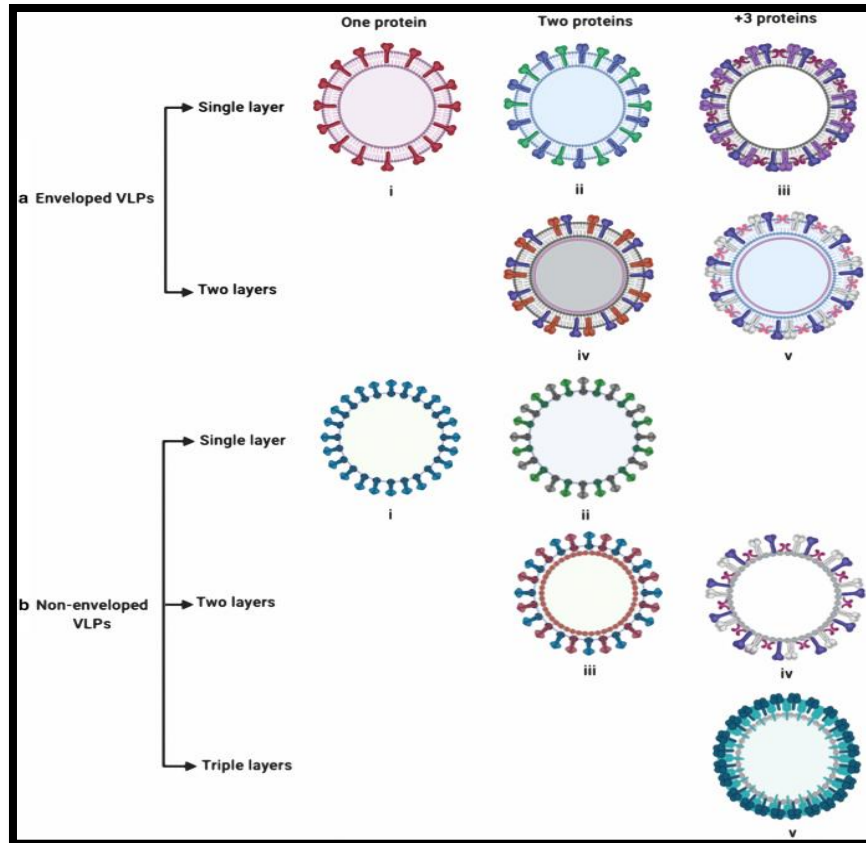 One protein Two proteins +3 proteins
Single layer
i ii iii
a Enveloped VLPs
Two layers
iv v
Single layer
i ii
b Non-enveloped
VLPs
Two layers
iii iv
Triple layers
v